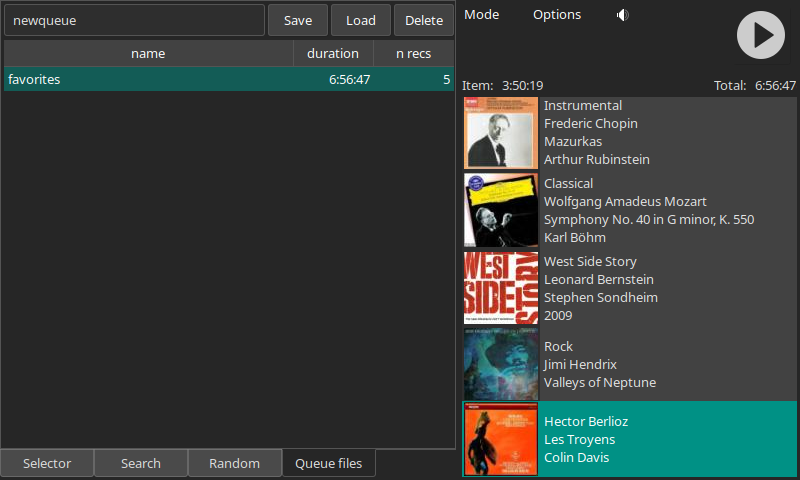 newqueue
Save
Load
Delete
name
duration
n recs
favorites
6:56:47
5
Selector
Search
Random
Queue files
Mode
Options
Item: 3:50:19
Total: 6:56:47
Instrumental
Frederic Chopin
Mazurkas
Arthur Rubinstein
Classical
Wolfgang Amadeus Mozart
Symphony No. 40 in G minor, K. 550
Karl Böhm
WEST
SIDE
STORY
West Side Story
Leonard Bernstein
Stephen Sondheim
2009
Rock
Jimi Hendrix
Valleys of Neptune
Hector Berlioz
Les Troyens
Colin Davis